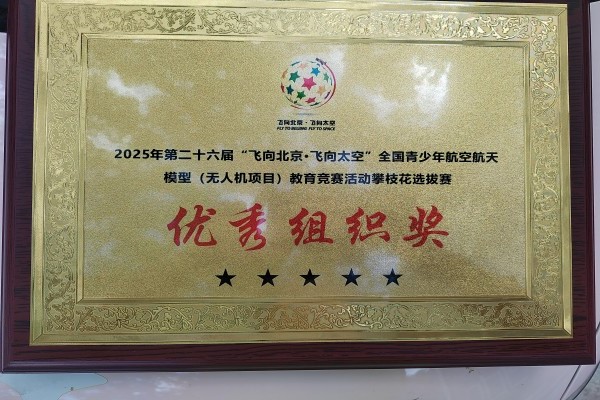 飞向北京·飞向太空
FLY TO BEIJING FLY TO SPACE
2025年第二十六届“飞向北京·飞向太空”全国青少年航空航天
模型（无人机项目）教育竞赛活动攀枝花选拔赛
优秀组织奖
★ ★ ★ ★ ★